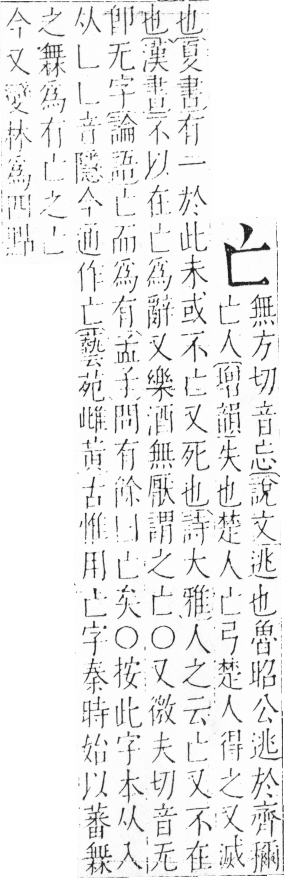 亡
無方切音忘說文逃也魯昭公逃於齊彌
亡人增韻失也楚人亡弓楚人得之又滅
也夏書有一於此未或不亡又死也詩大雅人之云亡又不在
也漢書不以在亡爲辭又樂酒無厭謂之亡○又微夫切音无
卽无字論語亡而爲有孟子問有餘曰亡矣○按此字本从入
从乚乚音隱今通作亡藝苑雌黃古惟用亡字秦時始以蕃橆
之橆爲有亡之亡
今又變林爲四點